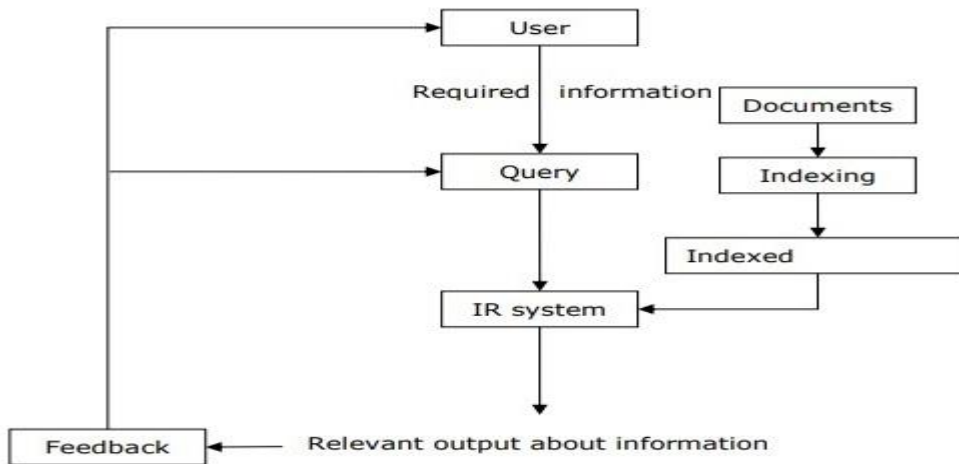 User
Required information
Documents
Query
Indexing
Indexed
IR system
Feedback
Relevant output about information